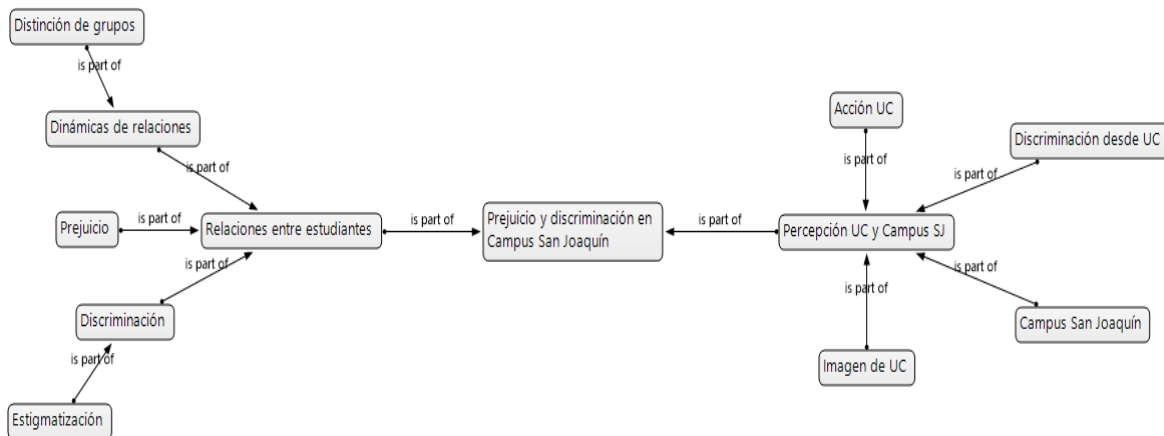 Distinción de grupos
is part of
Dinámicas de relaciones
is part of
Prejuicio
is part of
Relaciones entre estudiantes
is part of
Discriminación
is part of
Estigmatización
is part of
Prejuicio y discriminación en
Campus San Joaquín
is part of
Percepción UC y Campus SJ
Acción UC
is part of
Discriminación desde UC
is part of
is part of
Campus San Joaquín
is part of
Imagen de UC